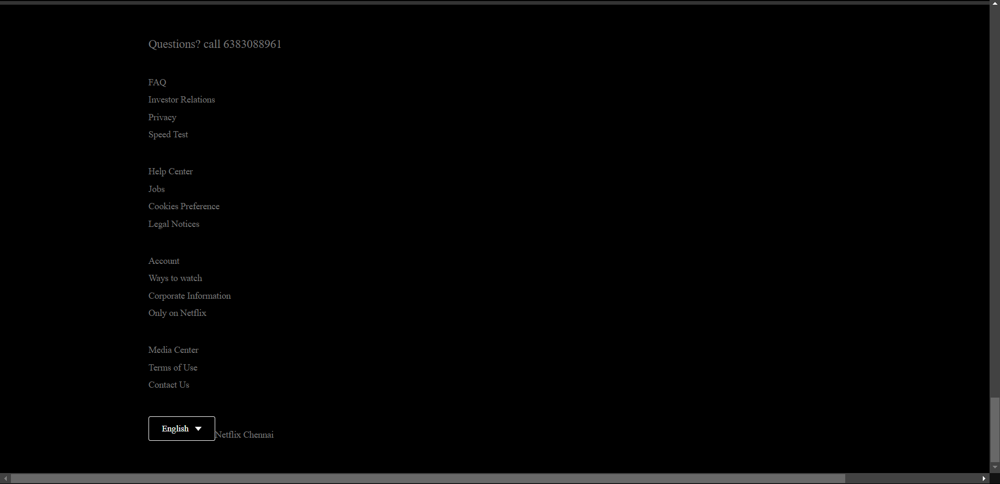 Questions? call 6383088961
FAQ
Investor Relations
Privacy
Speed Test
Help Center
Jobs
Cookies Preference
Legal Notices
Account
Ways to watch
Corporate Information
Only on Netflix
Media Center
Terms of Use
Contact Us
English
Netflix Chennai